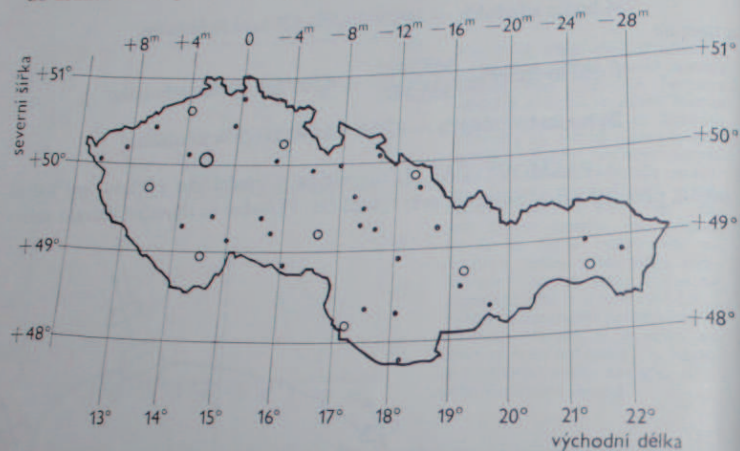 +8ᵐ +4ᵐ 0 −4ᵐ −8ᵐ −12ᵐ −16ᵐ −20ᵐ −24ᵐ −28ᵐ
+51° +51°
severní šířka
+50° +50°
+49° +49°
+48° +48°
13° 14° 15° 16° 17° 18° 19° 20° 21° 22°
východní délka